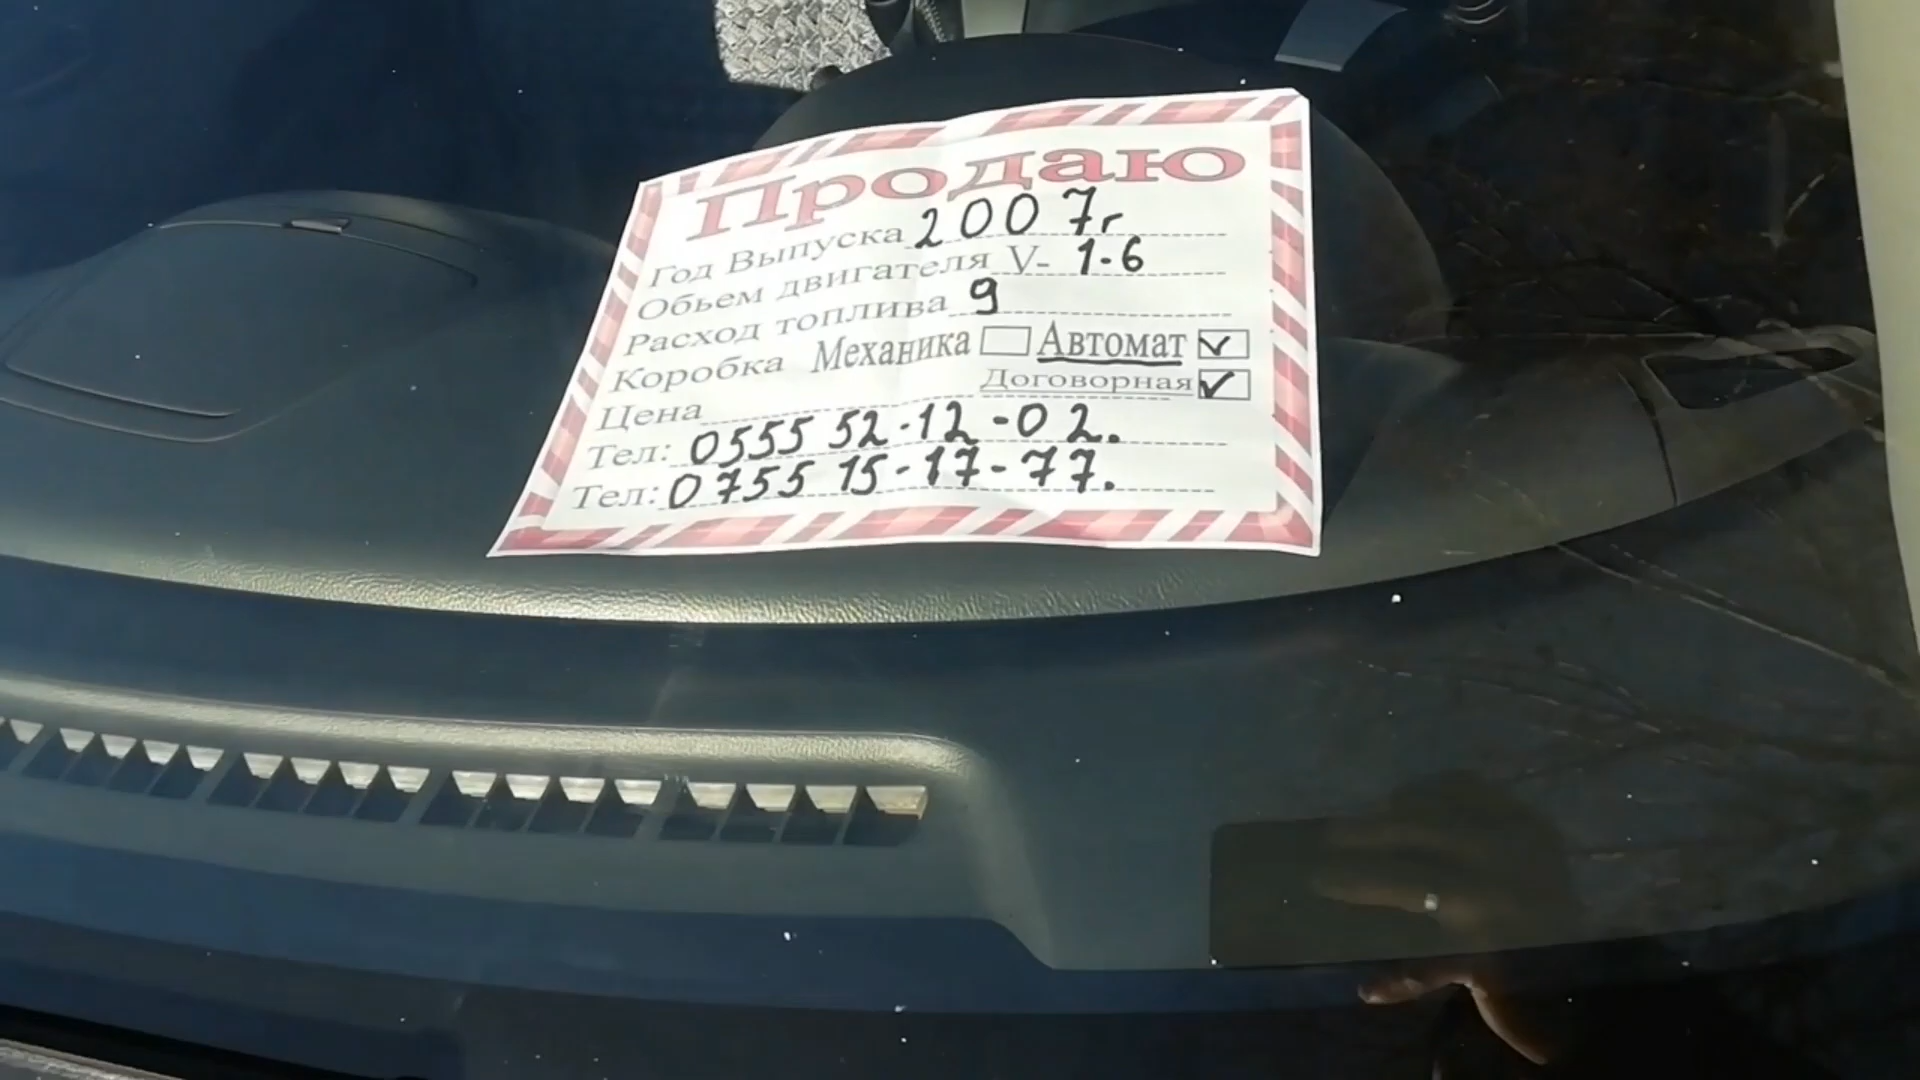 Продаю
Год Выпуска 2007г
Обьем двигателя V- 1.6
Расход топлива 9
Коробка Механика Автомат
Договорная
Цена
Тел: 0555 52-12-02.
Тел: 0755 15-17-77.